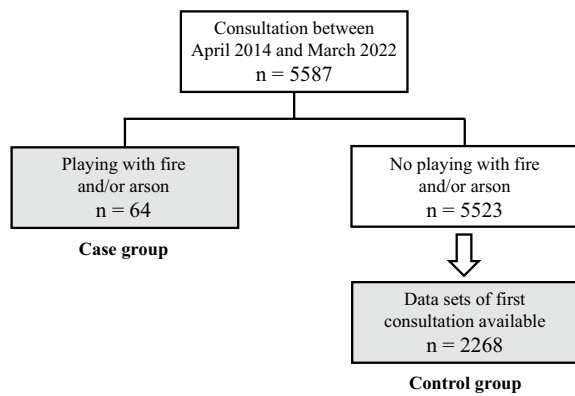 Consultation between
April 2014 and March 2022
n = 5587
Playing with fire
and/or arson
n = 64
Case group
No playing with fire
and/or arson
n = 5523
Data sets of first
consultation available
n = 2268
Control group